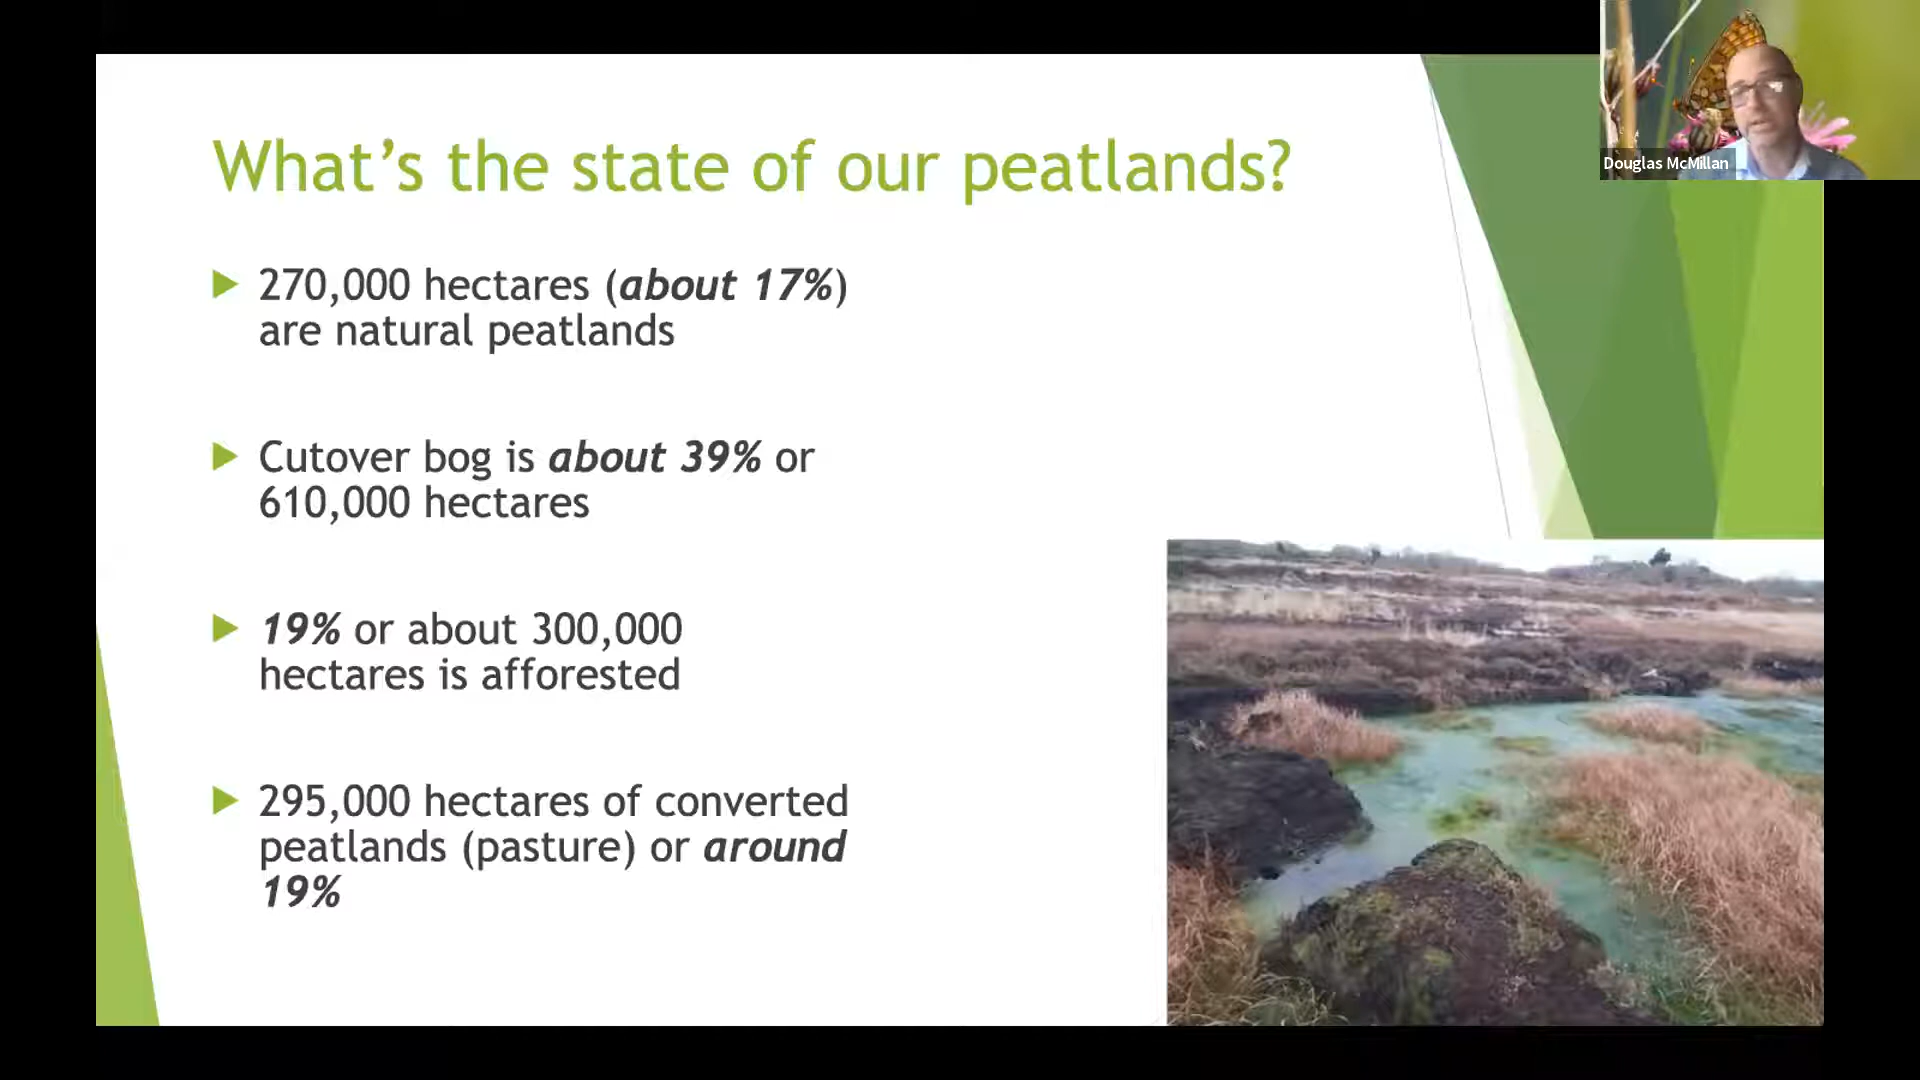 What's the state of our peatlands?
270,000 hectares (about 17%)
are natural peatlands
Cutover bog is about 39% or
610,000 hectares
19% or about 300,000
hectares is afforested
295,000 hectares of converted
peatlands (pasture) or around
19%
Douglas McMillan